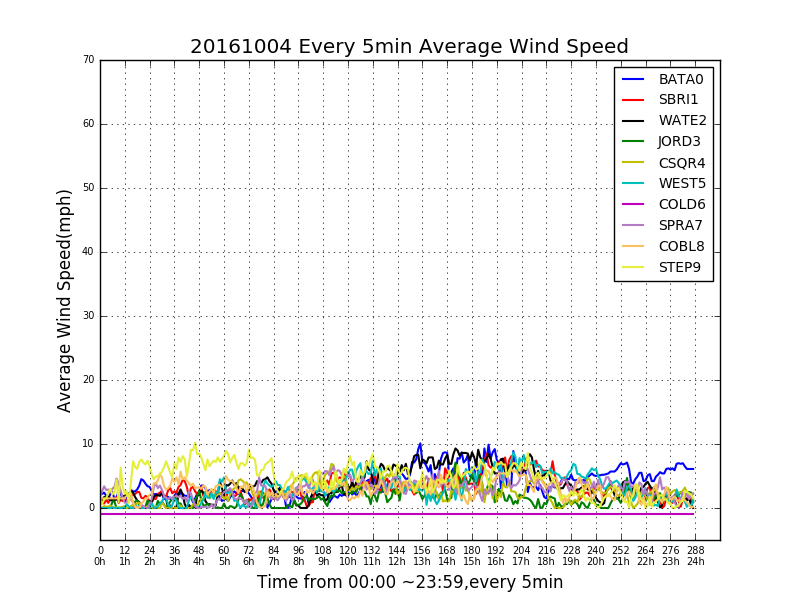 20161004 Every 5min Average Wind Speed
70
60
50
40
30
20
10
0
Average Wind Speed(mph)
BATA0
SBRI1
WATE2
JORD3
CSQR4
WEST5
COLD6
SPRA7
COBL8
STEP9
0 12 24 36 48 60 72 84 96 108 120 132 144 156 168 180 192 204 216 228 240 252 264 276 288
0h 1h 2h 3h 4h 5h 6h 7h 8h 9h 10h 11h 12h 13h 14h 15h 16h 17h 18h 19h 20h 21h 22h 23h 24h
Time from 00:00 ~23:59,every 5min